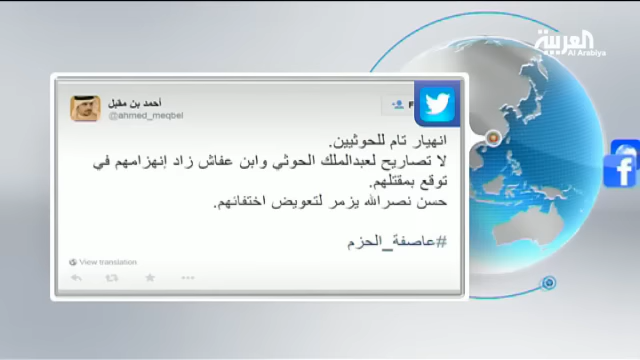 العربية
Al Arabiya
أحمد بن مقبل
@ahmed_meqbel
انهيار تام للحوثيين.
لا تصاريح لعبدالملك الحوثي وابن عفاش زاد إنهزامهم في
توقع بمقتلهم.
حسن نصرالله يزمر لتعويض اختفائهم.
#عاصفة_الحزم
View translation